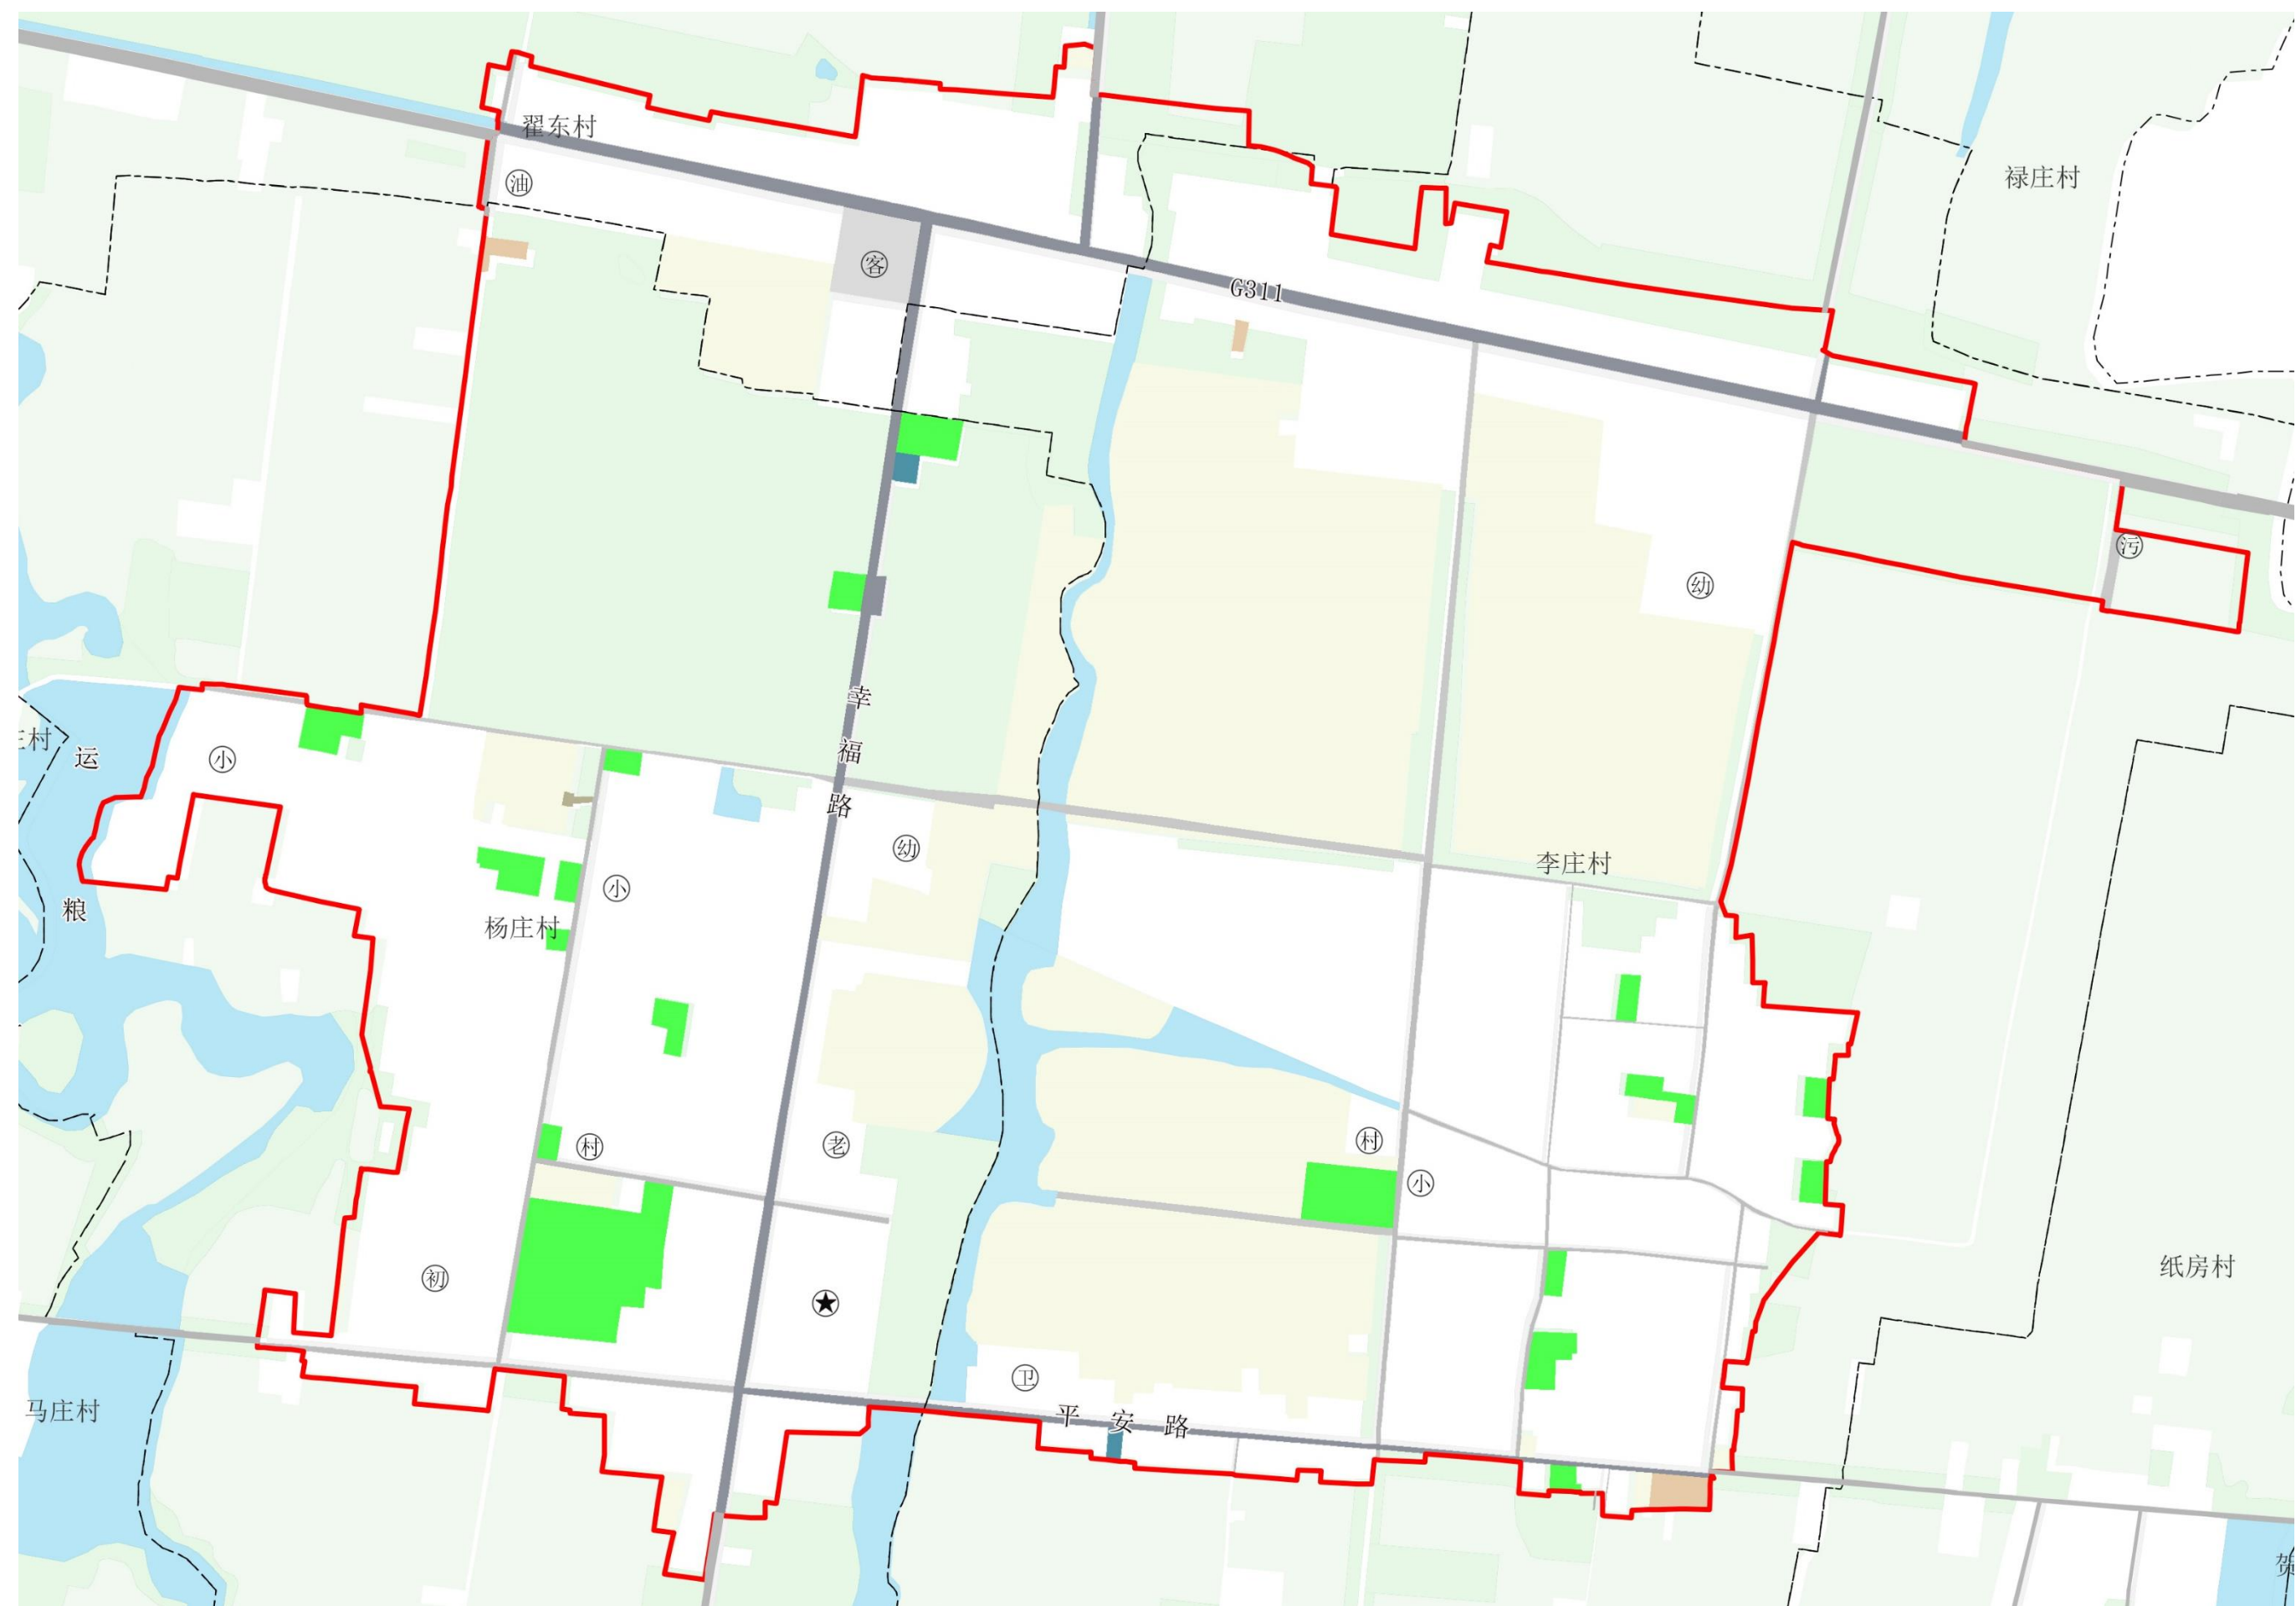 翟东村
禄庄村
油
客
G311
污
幼
幸福路
庄村
运粮
小
幼
李庄村
小
杨庄村
村
老
村
小
初
纸房村
★
卫
平安路
马庄村
贺